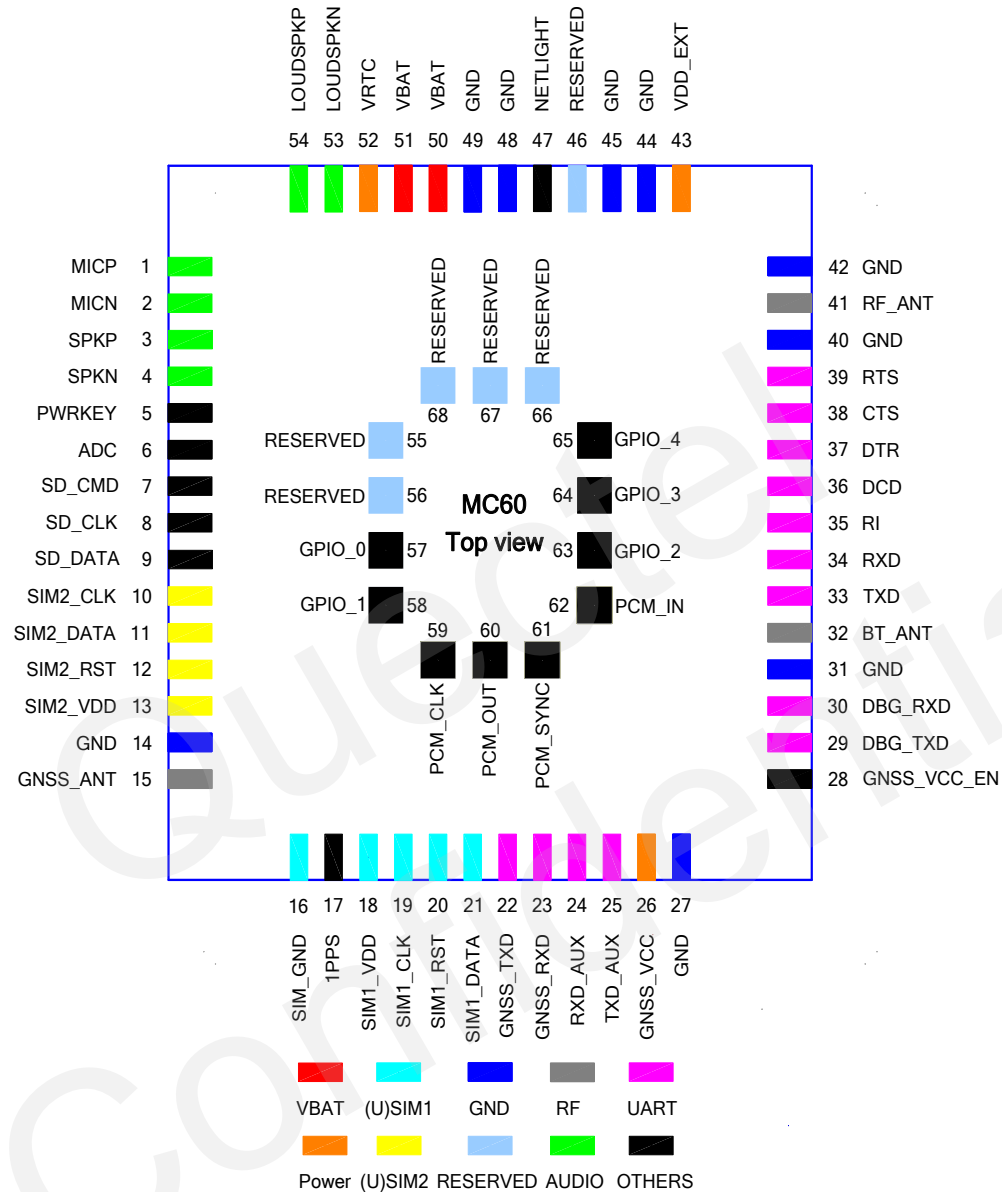 54 LOUDSPKP
53 LOUDSPKN
52 VRTC
51 VBAT
50 VBAT
49 GND
48 GND
47 NETLIGHT
46 RESERVED
45 GND
44 GND
43 VDD_EXT
MICP 1
MICN 2
SPKP 3
SPKN 4
PWRKEY 5
ADC 6
SD_CMD 7
SD_CLK 8
SD_DATA 9
SIM2_CLK 10
SIM2_DATA 11
SIM2_RST 12
SIM2_VDD 13
GND 14
GNSS_ANT 15
RESERVED 68
RESERVED 67
RESERVED 66
RESERVED 55
RESERVED 56
GPIO_0 57
GPIO_1 58
MC60
Top view
65 GPIO_4
64 GPIO_3
63 GPIO_2
62 PCM_IN
59 PCM_CLK
60 PCM_OUT
61 PCM_SYNC
42 GND
41 RF_ANT
40 GND
39 RTS
38 CTS
37 DTR
36 DCD
35 RI
34 RXD
33 TXD
32 BT_ANT
31 GND
30 DBG_RXD
29 DBG_TXD
28 GNSS_VCC_EN
16 SIM_GND
17 1PPS
18 SIM1_VDD
19 SIM1_CLK
20 SIM1_RST
21 SIM1_DATA
22 GNSS_TXD
23 GNSS_RXD
24 RXD_AUX
25 TXD_AUX
26 GNSS_VCC
27 GND
VBAT (U)SIM1 GND RF UART
Power (U)SIM2 RESERVED AUDIO OTHERS
Quectel